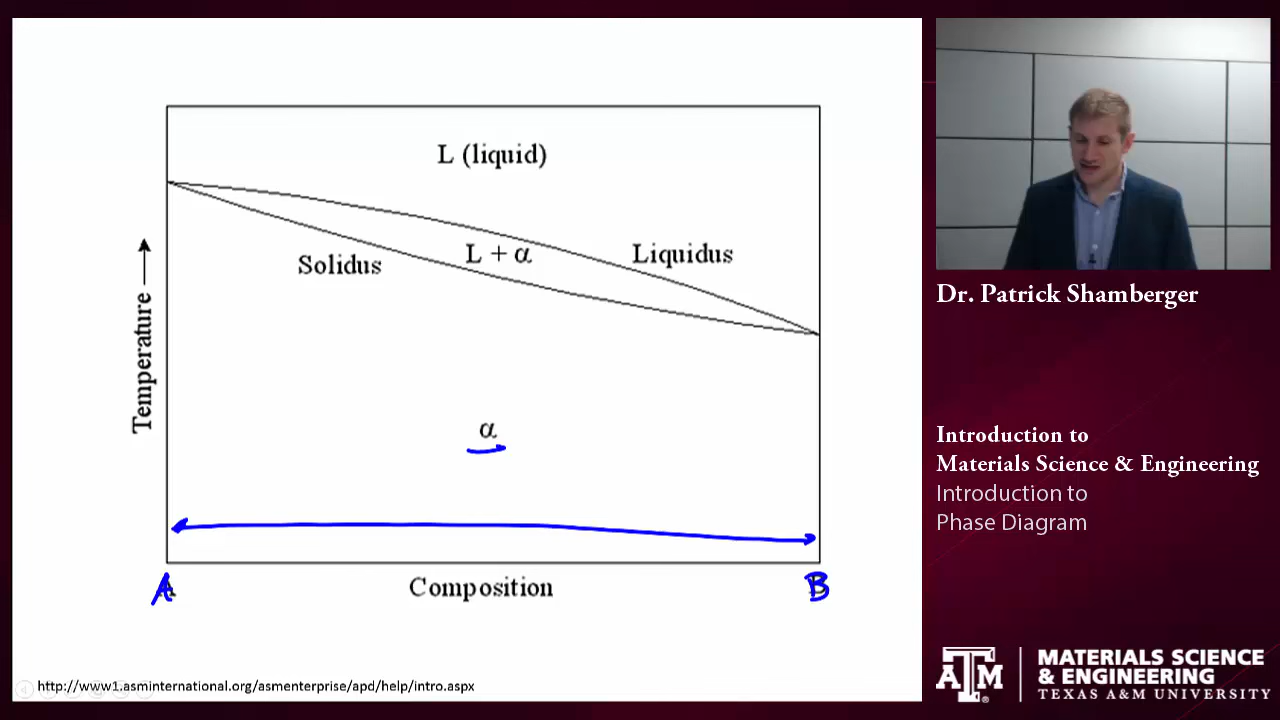 L (liquid)
L + α
Solidus
Liquidus
Temperature
α
A
B
Composition
http://www1.asminternational.org/asmenterprise/apd/help/intro.aspx
Dr. Patrick Shamberger
Introduction to
Materials Science & Engineering
Introduction to
Phase Diagram
ATM
MATERIALS SCIENCE
& ENGINEERING
TEXAS A&M UNIVERSITY